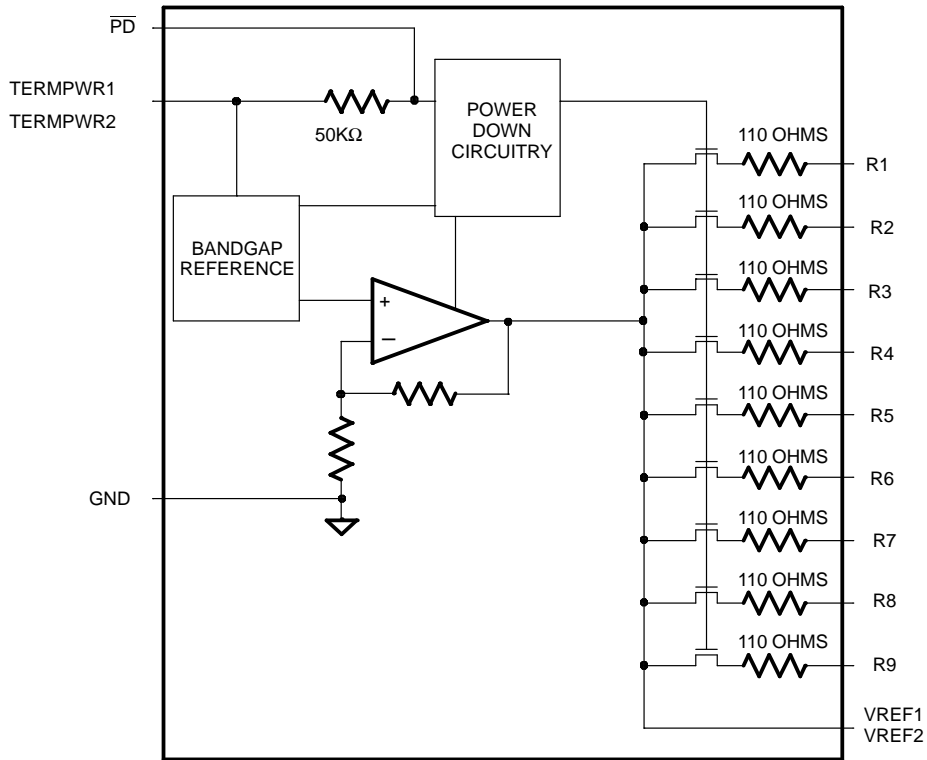 PD
TERMPWR1
TERMPWR2
50KΩ
POWER
DOWN
CIRCUITRY
BANDGAP
REFERENCE
+
−
GND
110 OHMS
R1
110 OHMS
R2
110 OHMS
R3
110 OHMS
R4
110 OHMS
R5
110 OHMS
R6
110 OHMS
R7
110 OHMS
R8
110 OHMS
R9
VREF1
VREF2